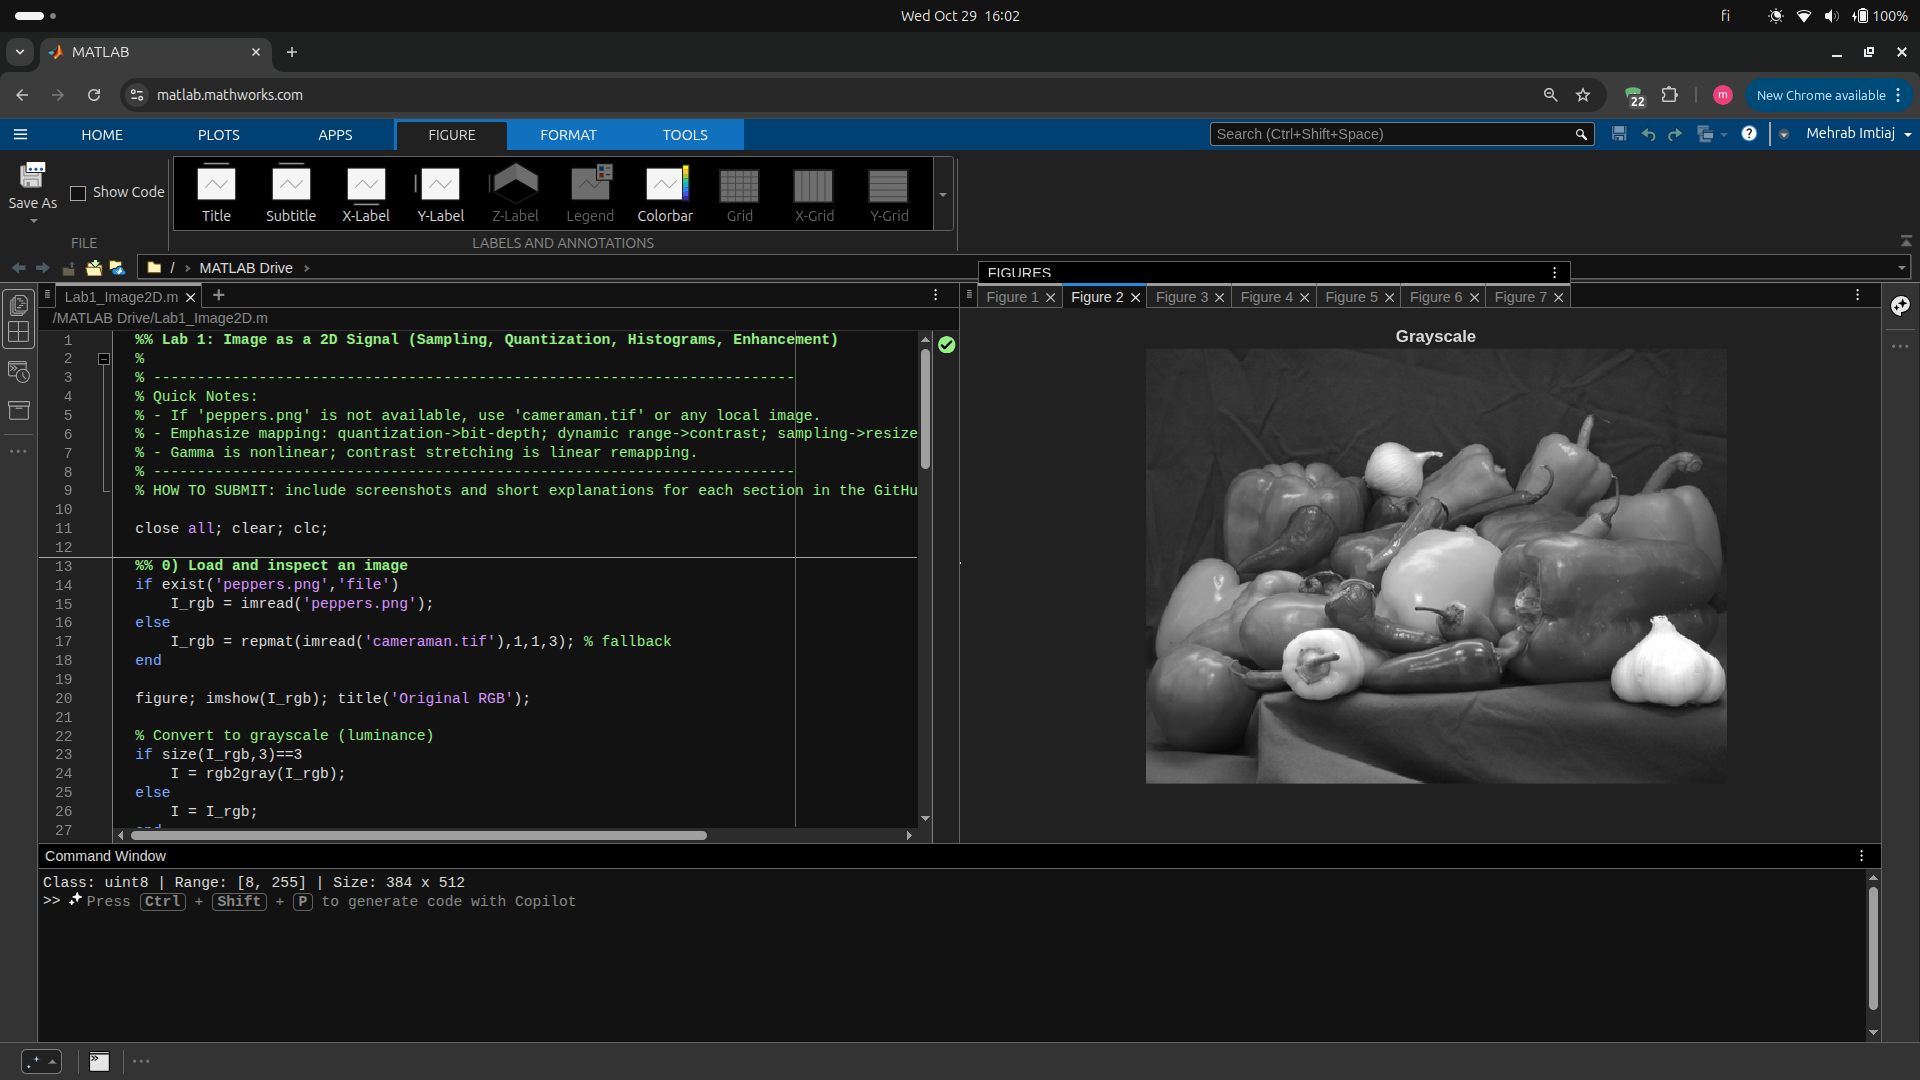 Wed Oct 29 16:02
fi
100%
MATLAB
matlab.mathworks.com
22
m
New Chrome available
HOME
PLOTS
APPS
FIGURE
FORMAT
TOOLS
Search (Ctrl+Shift+Space)
?
Mehrab Imtiaj
Save As
Show Code
Title
Subtitle
X-Label
Y-Label
Z-Label
Legend
Colorbar
Grid
X-Grid
Y-Grid
FILE
LABELS AND ANNOTATIONS
/ › MATLAB Drive ›
FIGURES
Lab1_Image2D.m
Figure 1
Figure 2
Figure 3
Figure 4
Figure 5
Figure 6
Figure 7
/MATLAB Drive/Lab1_Image2D.m
1 %% Lab 1: Image as a 2D Signal (Sampling, Quantization, Histograms, Enhancement)
2 %
3 % -------------------------------------------------------------------------
4 % Quick Notes:
5 % - If 'peppers.png' is not available, use 'cameraman.tif' or any local image.
6 % - Emphasize mapping: quantization->bit-depth; dynamic range->contrast; sampling->resize
7 % - Gamma is nonlinear; contrast stretching is linear remapping.
8 % -------------------------------------------------------------------------
9 % HOW TO SUBMIT: include screenshots and short explanations for each section in the GitHu
10
11 close all; clear; clc;
12
13 %% 0) Load and inspect an image
14 if exist('peppers.png','file')
15 I_rgb = imread('peppers.png');
16 else
17 I_rgb = repmat(imread('cameraman.tif'),1,1,3); % fallback
18 end
19
20 figure; imshow(I_rgb); title('Original RGB');
21
22 % Convert to grayscale (luminance)
23 if size(I_rgb,3)==3
24 I = rgb2gray(I_rgb);
25 else
26 I = I_rgb;
27
Grayscale
Command Window
Class: uint8 | Range: [8, 255] | Size: 384 x 512
>> Press Ctrl + Shift + P to generate code with Copilot